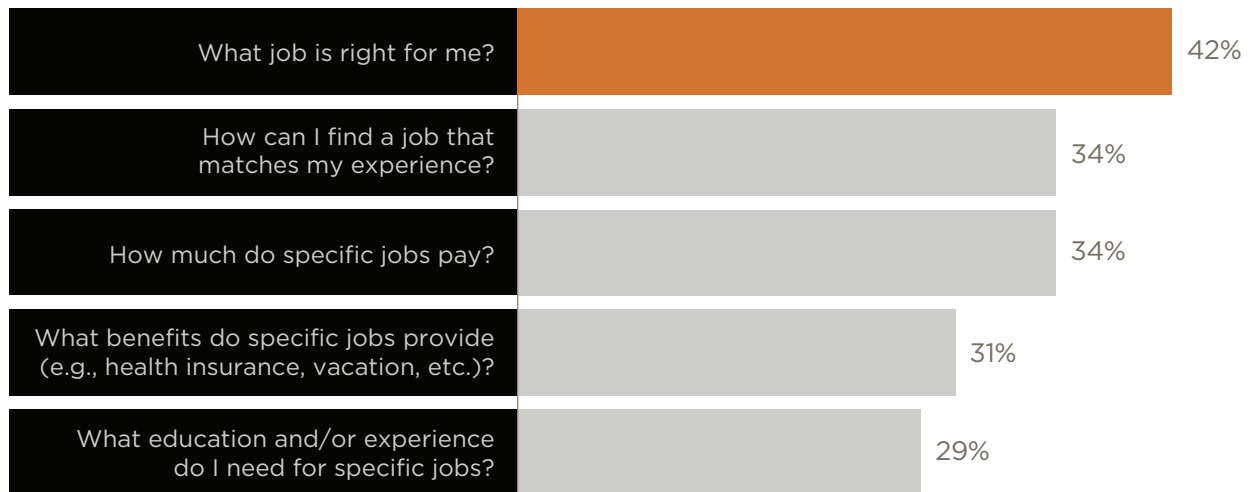 What job is right for me?
42%
How can I find a job that
matches my experience?
34%
How much do specific jobs pay?
34%
What benefits do specific jobs provide
(e.g., health insurance, vacation, etc.)?
31%
What education and/or experience
do I need for specific jobs?
29%